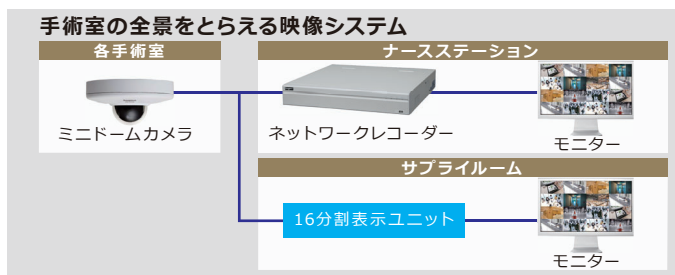 手術室の全景をとらえる映像システム
各手術室
ナースステーション
ミニドームカメラ
ネットワークレコーダー
モニター
サプライルーム
16分割表示ユニット
モニター